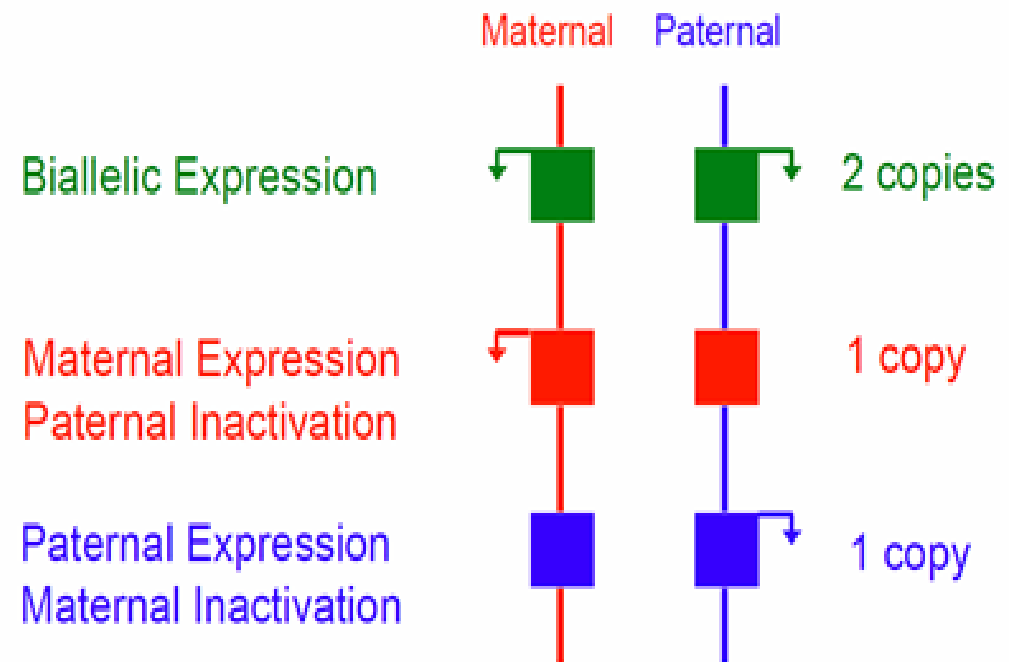 Maternal Paternal
Biallelic Expression 2 copies
Maternal Expression 1 copy
Paternal Inactivation
Paternal Expression 1 copy
Maternal Inactivation